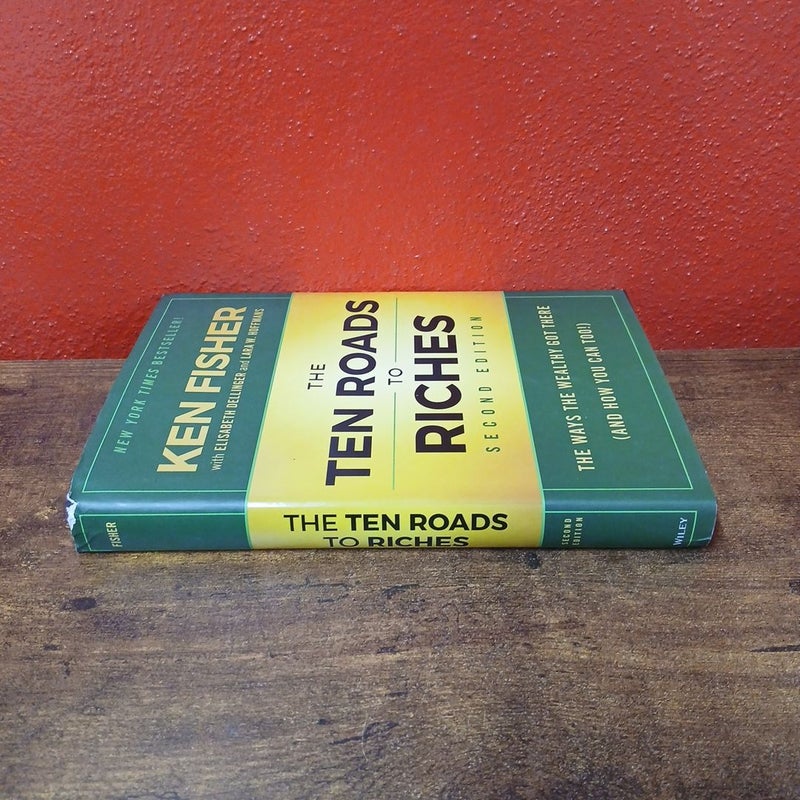 NEW YORK TIMES BESTSELLER!
KEN FISHER
with ELISABETH DELLINGER and LARA W. HOFFMANS
THE
TEN ROADS
TO
RICHES
SECOND EDITION
THE WAYS THE WEALTHY GOT THERE
(AND HOW YOU CAN TOO!)
FISHER
THE TEN ROADS
TO RICHES
SECOND
EDITION
WILEY